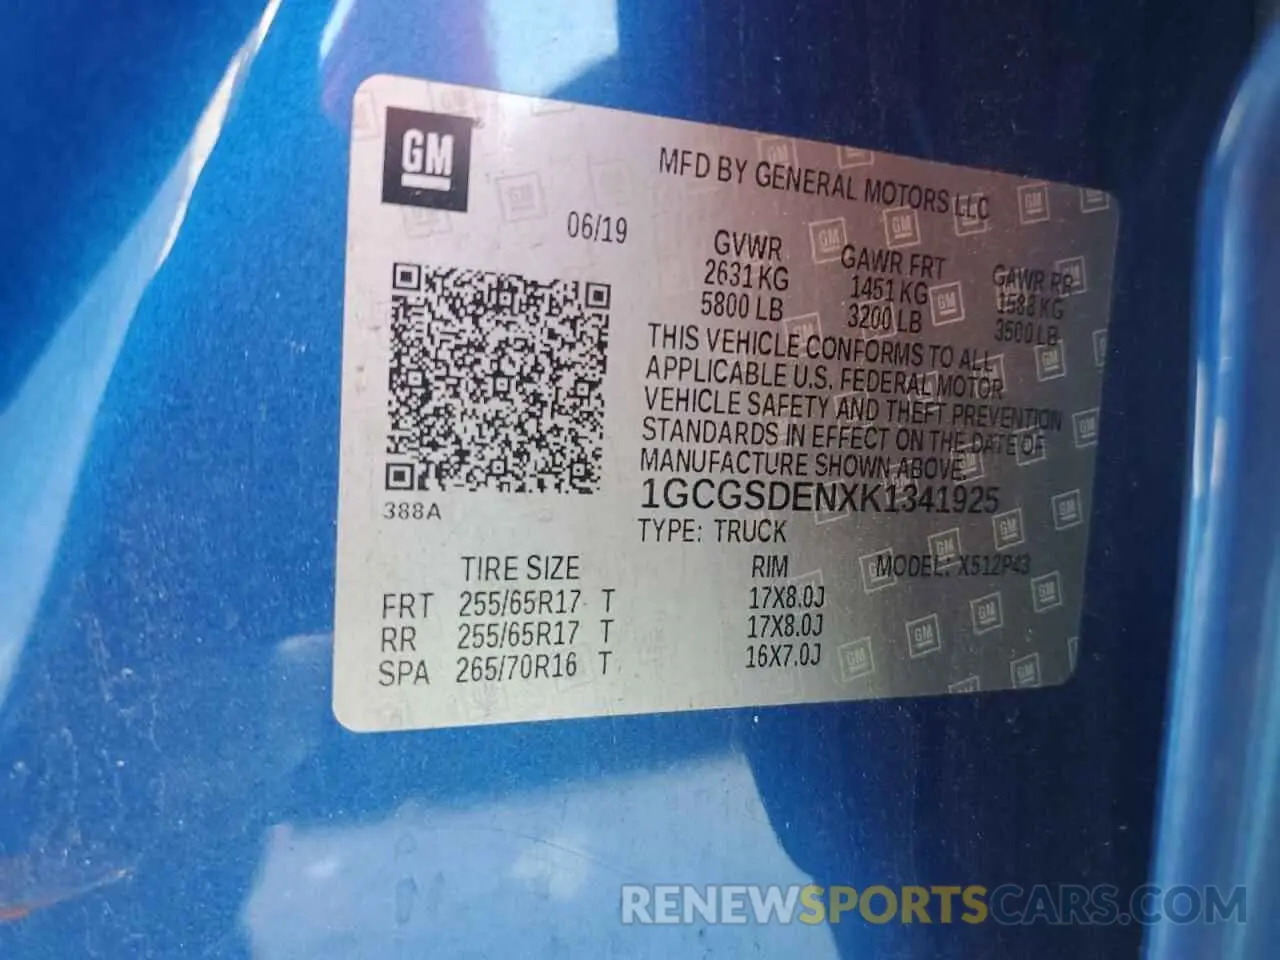 GM
MFD BY GENERAL MOTORS LLC
06/19
GVWR GAWR FRT GAWR RR
2631 KG 1451 KG 1588 KG
5800 LB 3200 LB 3500 LB
THIS VEHICLE CONFORMS TO ALL
APPLICABLE U.S. FEDERAL MOTOR
VEHICLE SAFETY AND THEFT PREVENTION
STANDARDS IN EFFECT ON THE DATE OF
MANUFACTURE SHOWN ABOVE.
1GCGSDENXK1341925
388A
TYPE: TRUCK
TIRE SIZE RIM MODEL: X512P43
FRT 255/65R17 T 17X8.0J
RR 255/65R17 T 17X8.0J
SPA 265/70R16 T 16X7.0J
RENEWSPORTSCARS.COM